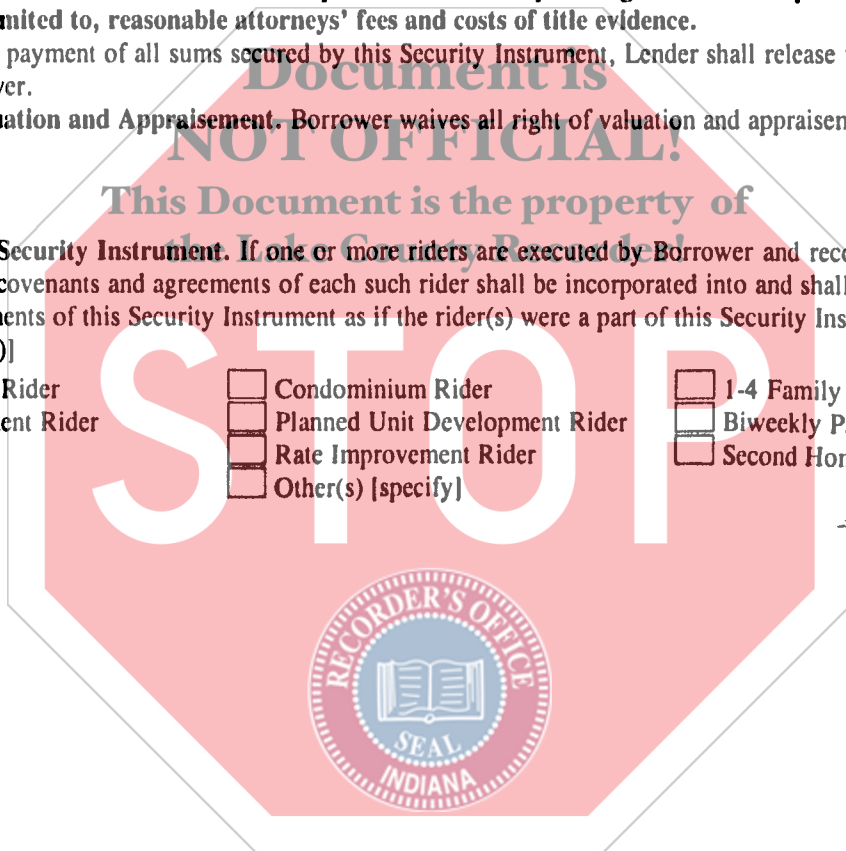 mited to, reasonable attorneys' fees and costs of title evidence.
payment of all sums secured by this Security Instrument, Lender shall release
ver.
uation and Appraisement. Borrower waives all right of valuation and appraisem
Document is
NOT OFFICIAL!
This Document is the property of
the Lake County Recorder!
Security Instrument. If one or more riders are executed by Borrower and reco
covenants and agreements of each such rider shall be incorporated into and shall
ents of this Security Instrument as if the rider(s) were a part of this Security Ins
)]
Rider
ent Rider
Condominium Rider
Planned Unit Development Rider
Rate Improvement Rider
Other(s) [specify]
1-4 Family
Biweekly P
Second Hom
STOP
RECORDER'S OFFICE
SEAL
INDIANA